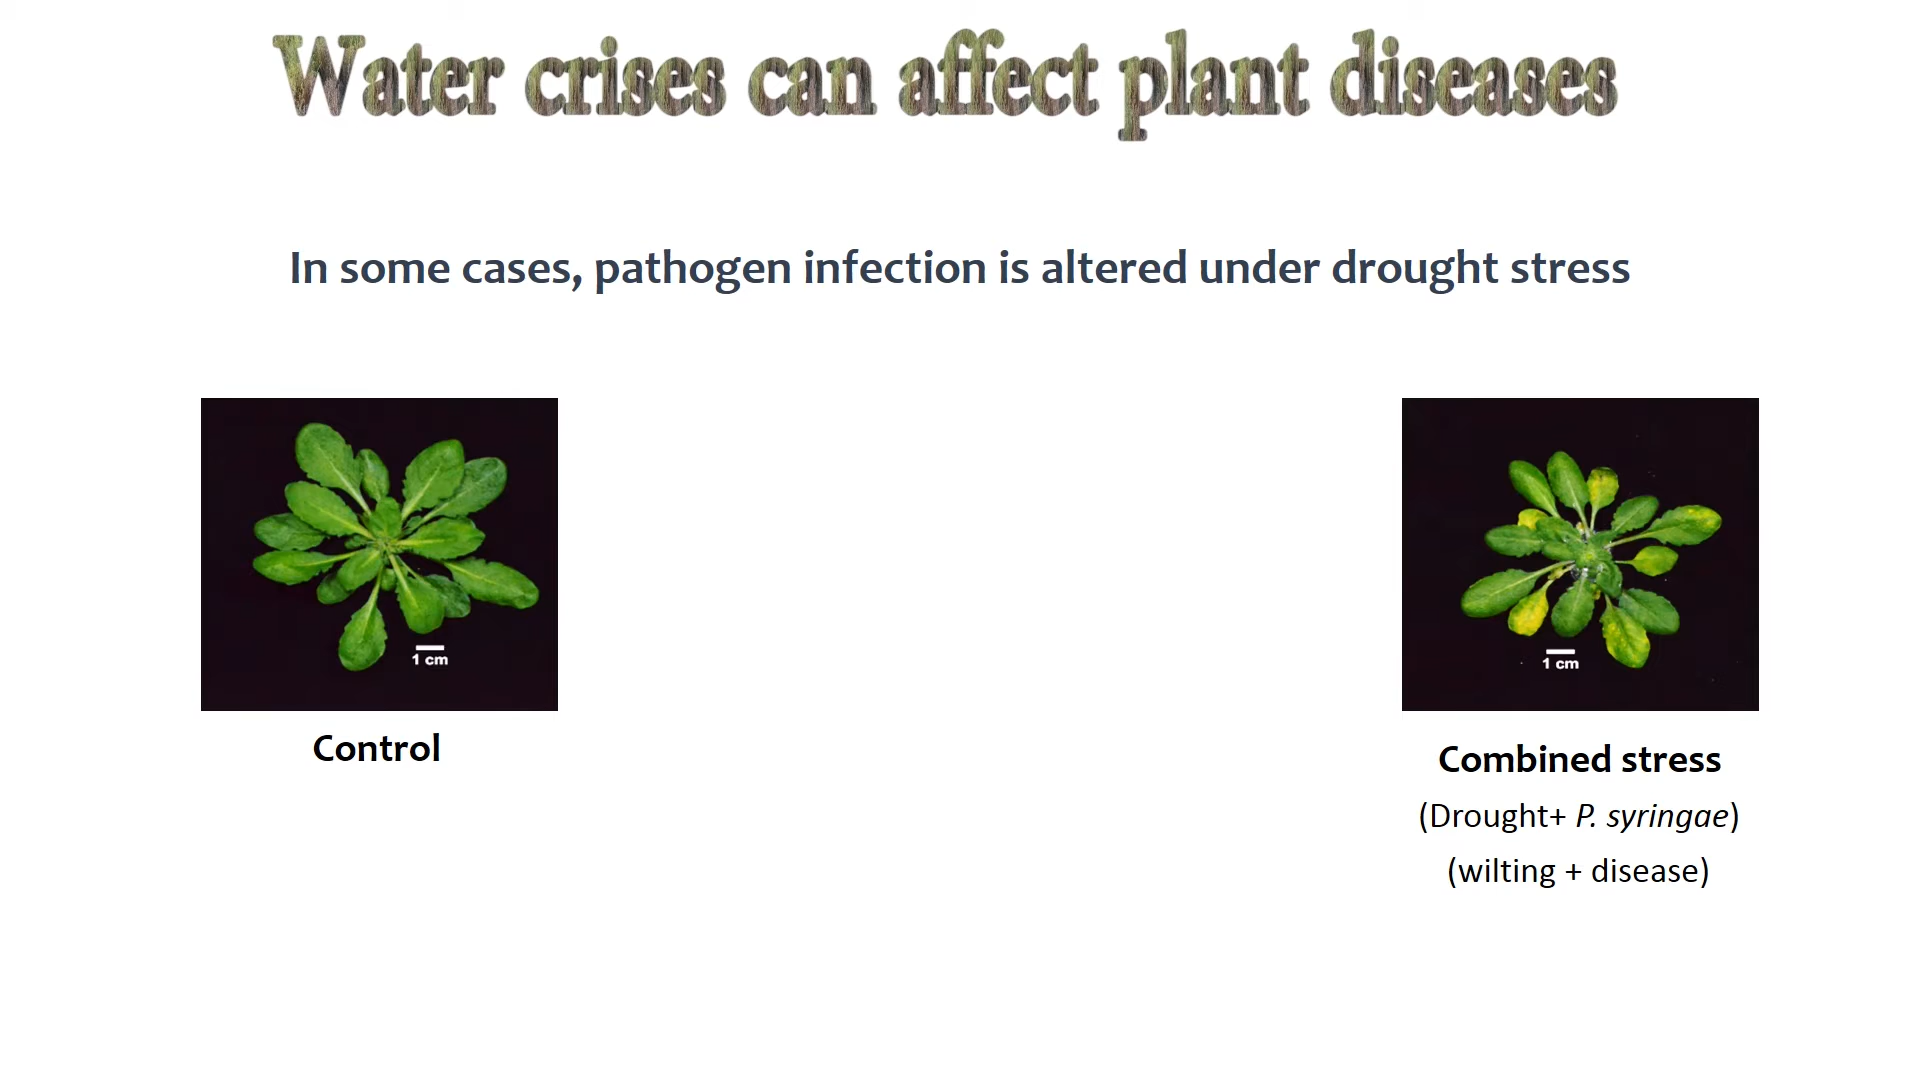 Water crises can affect plant diseases
In some cases, pathogen infection is altered under drought stress
1 cm
Control
1 cm
Combined stress
(Drought+ P. syringae)
(wilting + disease)